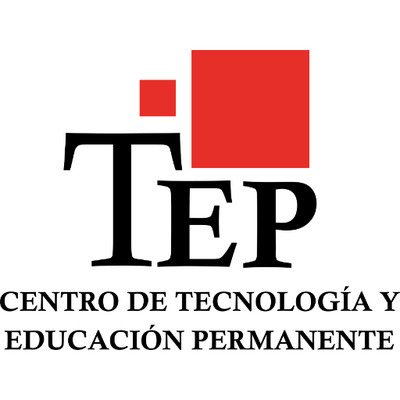 TEP
CENTRO DE TECNOLOGÍA Y
EDUCACIÓN PERMANENTE